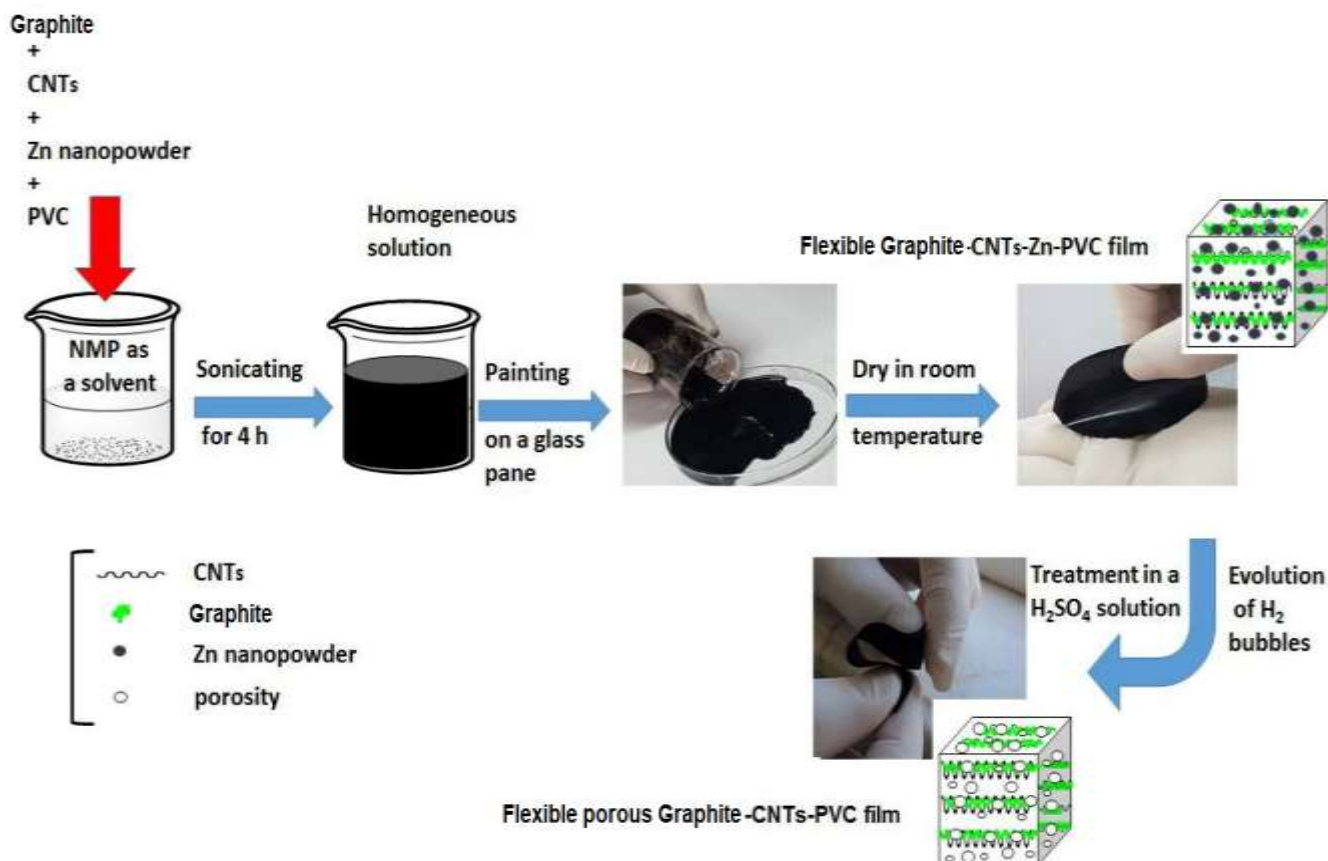 Graphite
+
CNTs
+
Zn nanopowder
+
PVC
NMP as
a solvent
Sonicating
for 4 h
Homogeneous
solution
Painting
on a glass
pane
Dry in room
temperature
Flexible Graphite-CNTs-Zn-PVC film
Treatment in a
H₂SO₄ solution
Evolution
of H₂
bubbles
CNTs
Graphite
Zn nanopowder
porosity
Flexible porous Graphite-CNTs-PVC film